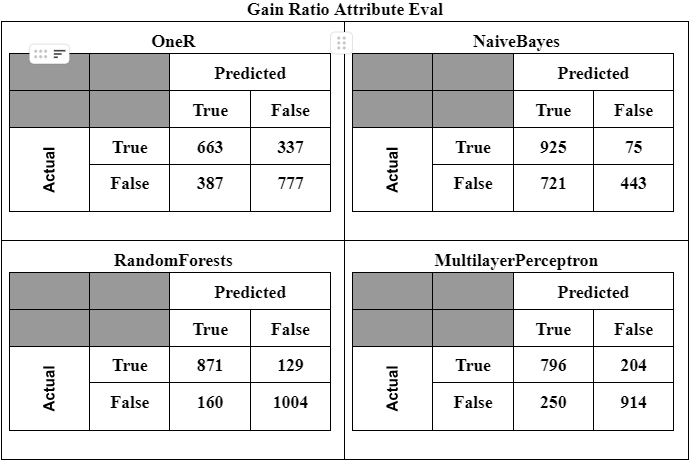 Gain Ratio Attribute Eval
OneR
Predicted
True False
Actual
True 663 337
False 387 777
NaiveBayes
Predicted
True False
Actual
True 925 75
False 721 443
RandomForests
Predicted
True False
Actual
True 871 129
False 160 1004
MultilayerPerceptron
Predicted
True False
Actual
True 796 204
False 250 914